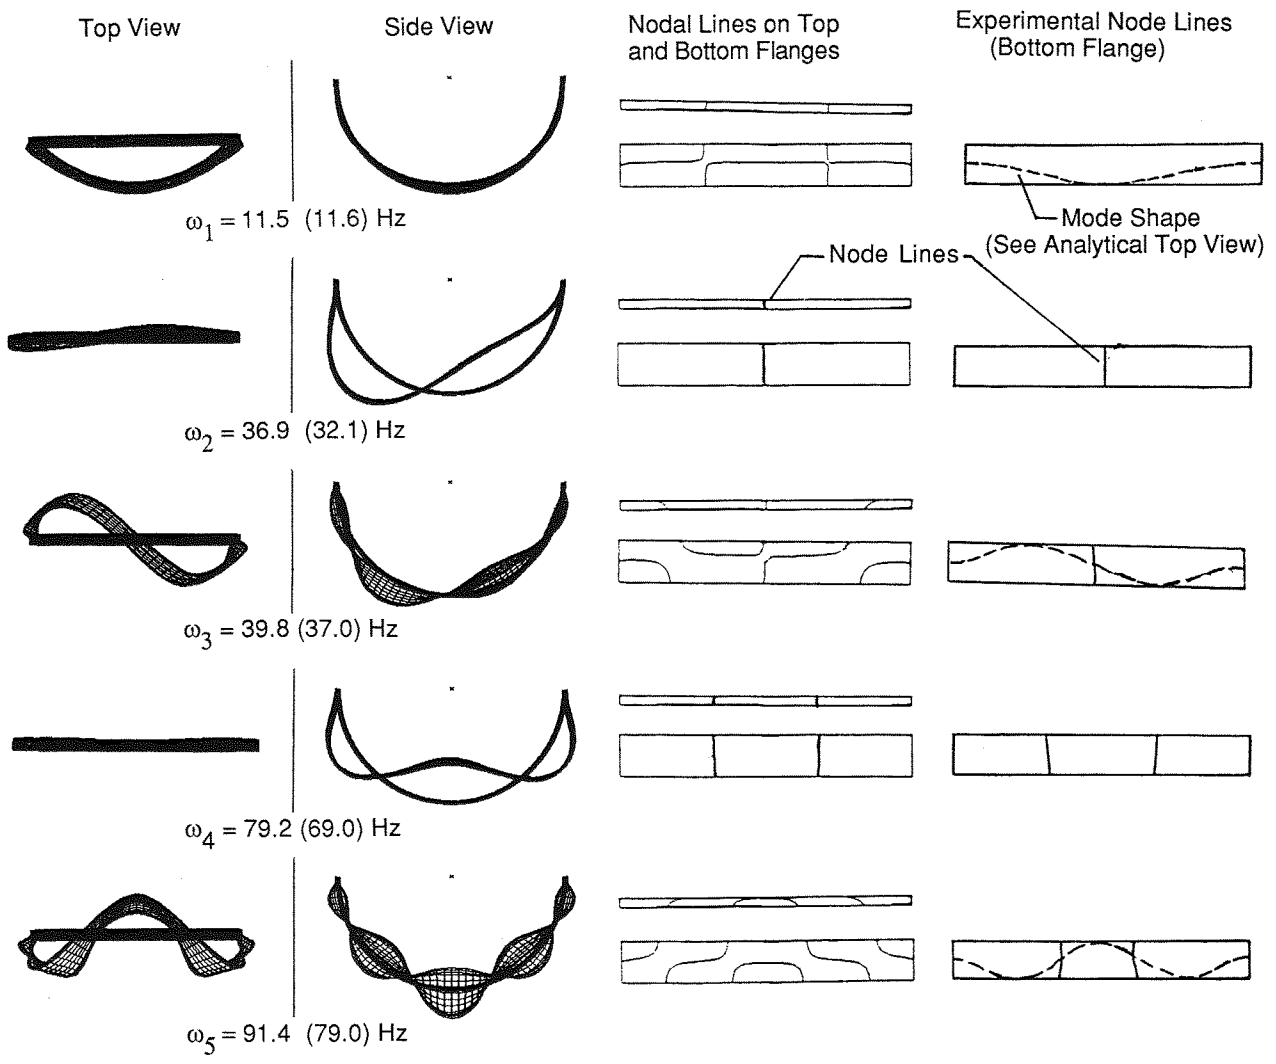 Top View
Side View
Nodal Lines on Top
and Bottom Flanges
Experimental Node Lines
(Bottom Flange)
ω1 = 11.5 (11.6) Hz
Mode Shape
(See Analytical Top View)
Node Lines
ω2 = 36.9 (32.1) Hz
ω3 = 39.8 (37.0) Hz
ω4 = 79.2 (69.0) Hz
ω5 = 91.4 (79.0) Hz